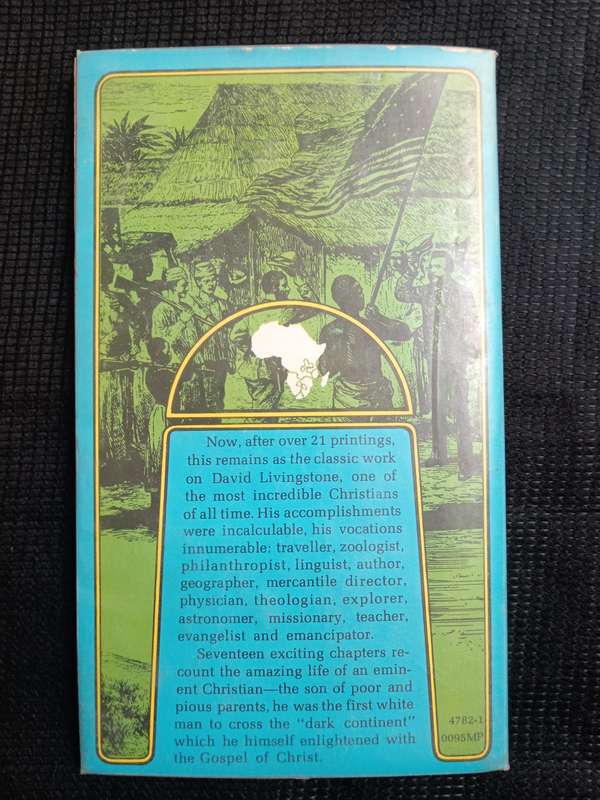 Now, after over 21 printings,
this remains as the classic work
on David Livingstone, one of
the most incredible Christians
of all time. His accomplishments
were incalculable, his vocations
innumerable: traveller, zoologist,
philanthropist, linguist, author,
geographer, mercantile director,
physician, theologian, explorer,
astronomer, missionary, teacher,
evangelist and emancipator.
Seventeen exciting chapters re-
count the amazing life of an emin-
ent Christian—the son of poor and
pious parents, he was the first white
man to cross the "dark continent"
which he himself enlightened with
the Gospel of Christ.
4782-1
0095MP